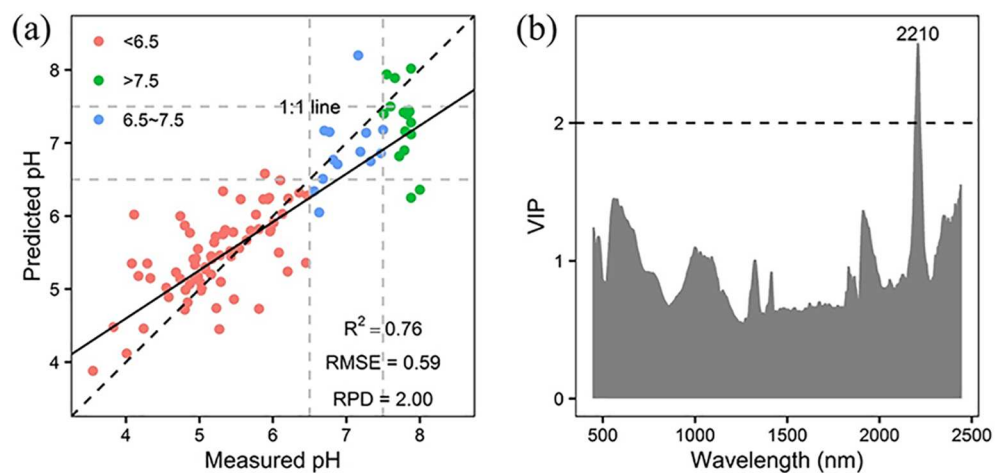 (a)
<6.5
>7.5
6.5~7.5
1:1 line
R² = 0.76
RMSE = 0.59
RPD = 2.00
8
7
6
5
4
Predicted pH
4 5 6 7 8
Measured pH
(b)
2210
2
1
0
VIP
500 1000 1500 2000 2500
Wavelength (nm)